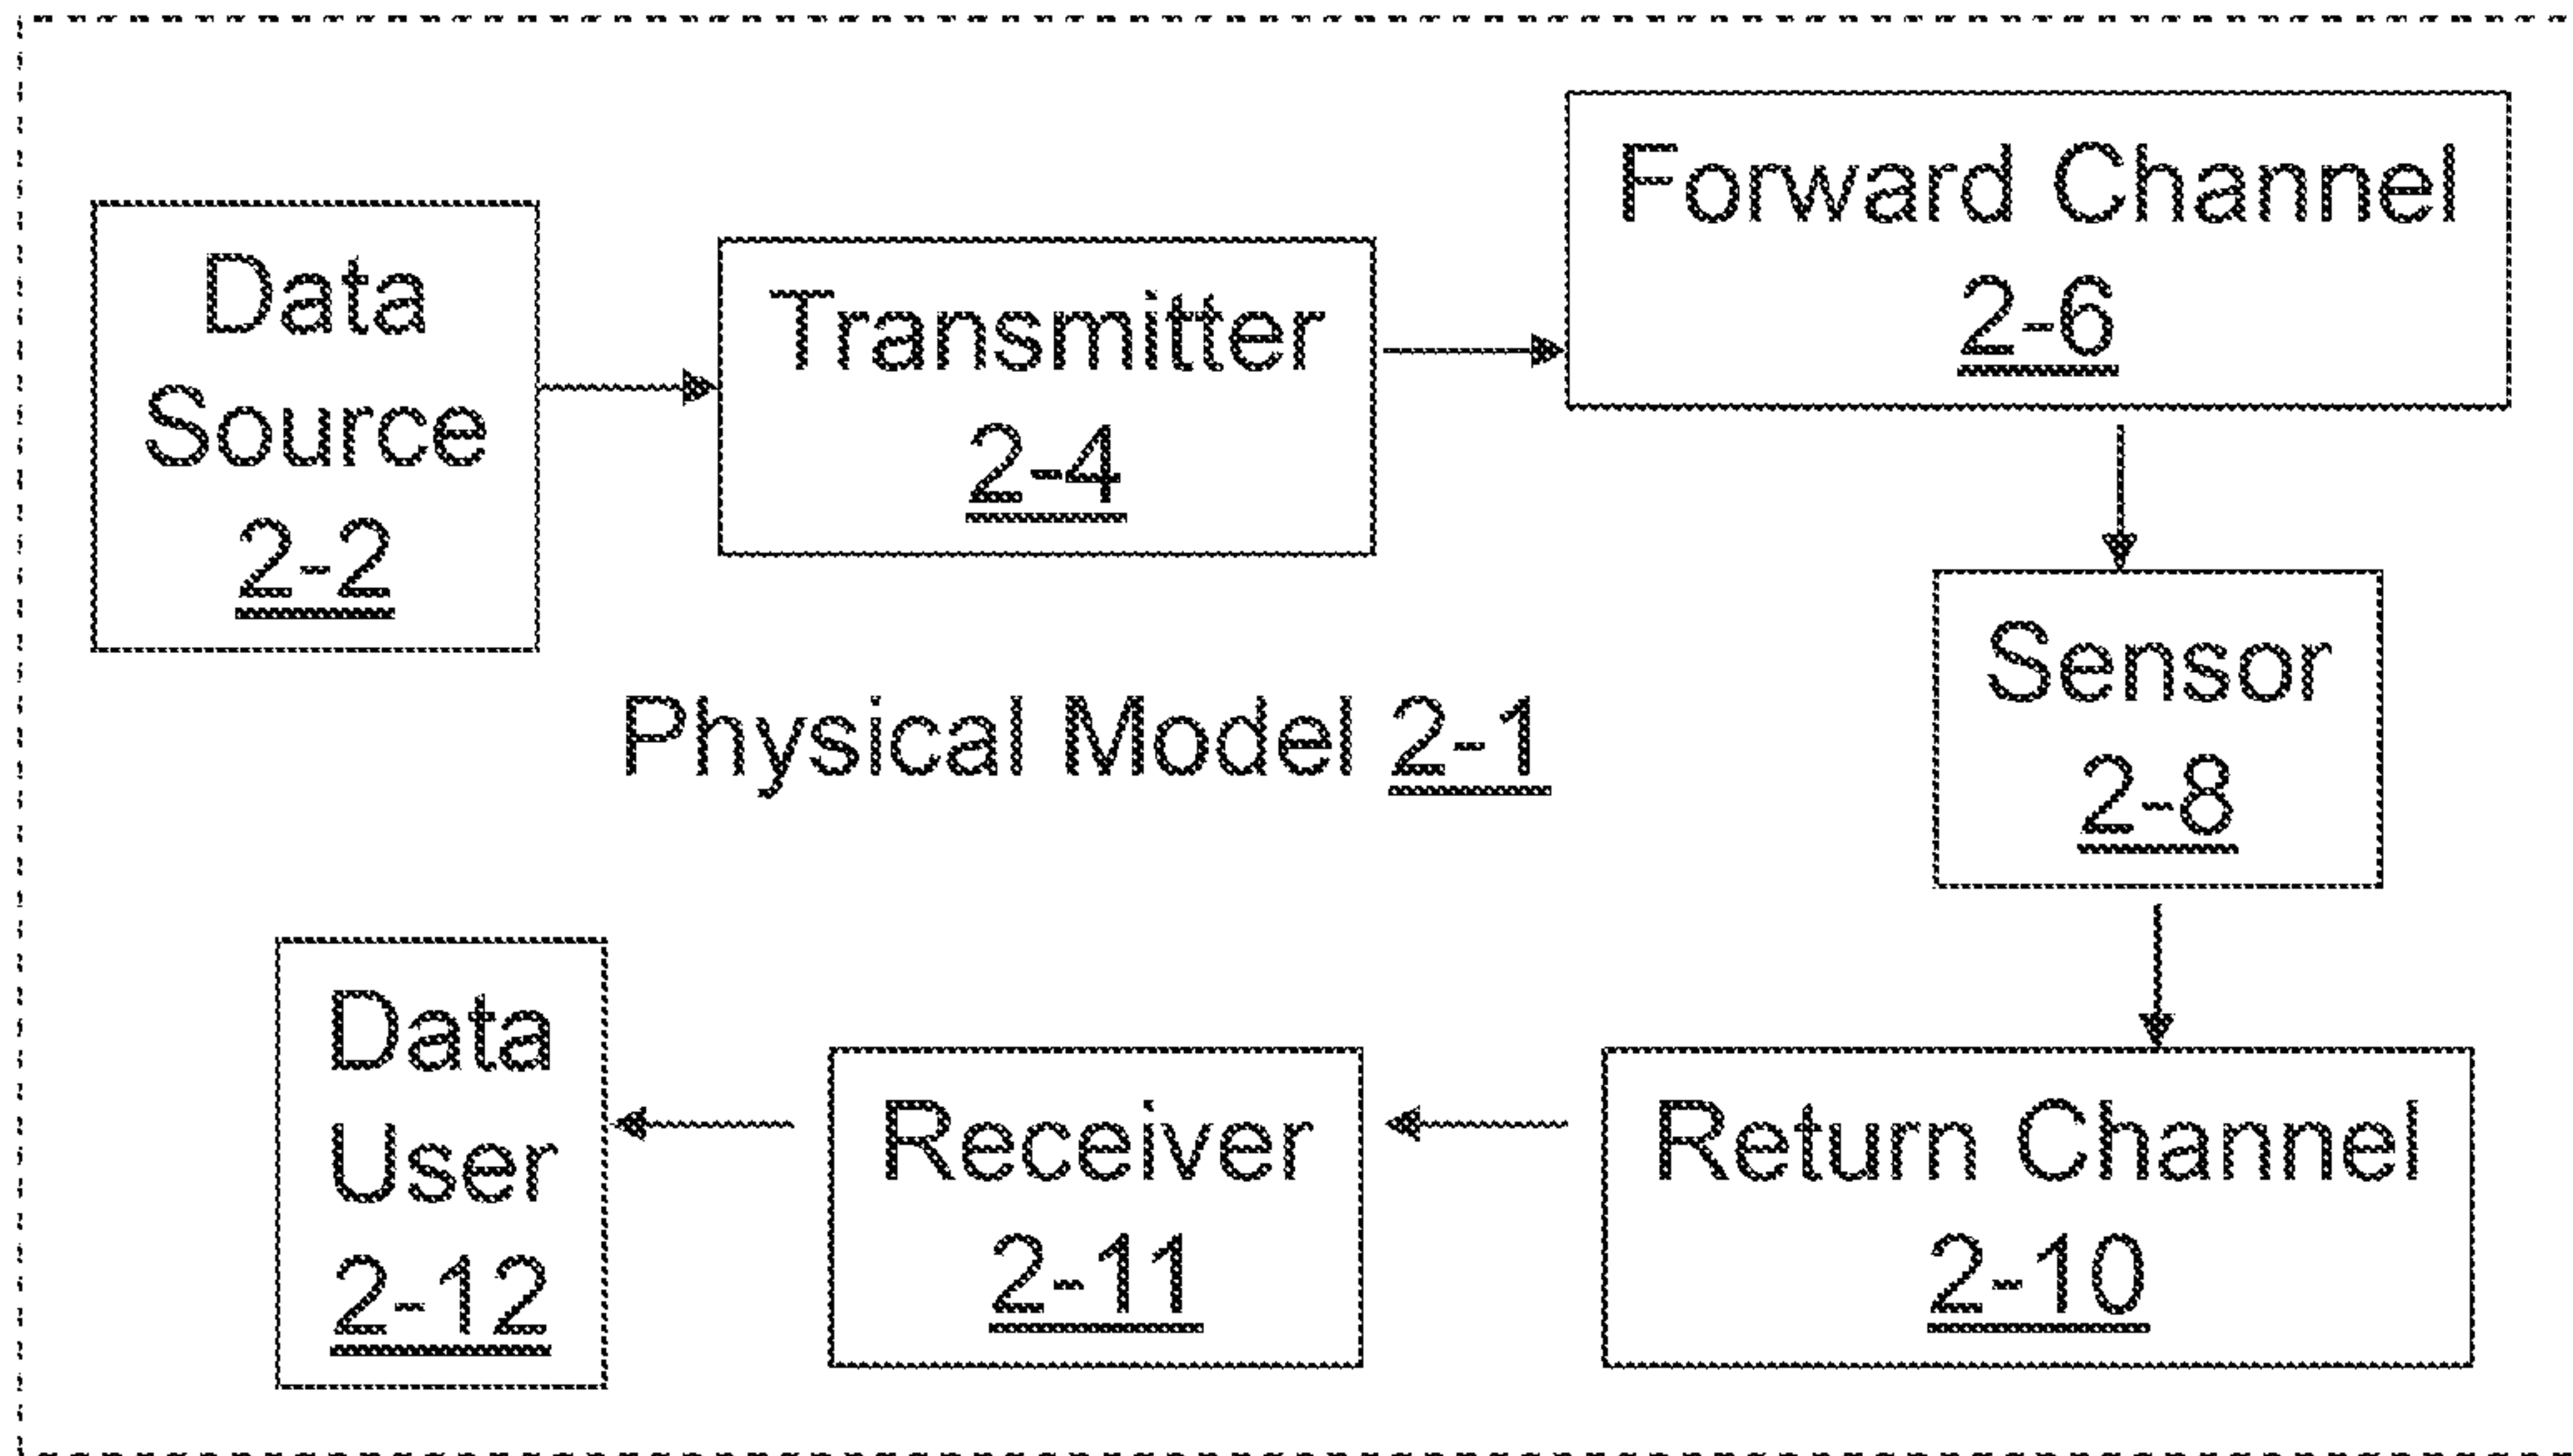 Data
Source
2-2
Transmitter
2-4
Forward Channel
2-6
Physical Model 2-1
Sensor
2-8
Data
User
2-12
Receiver
2-11
Return Channel
2-10